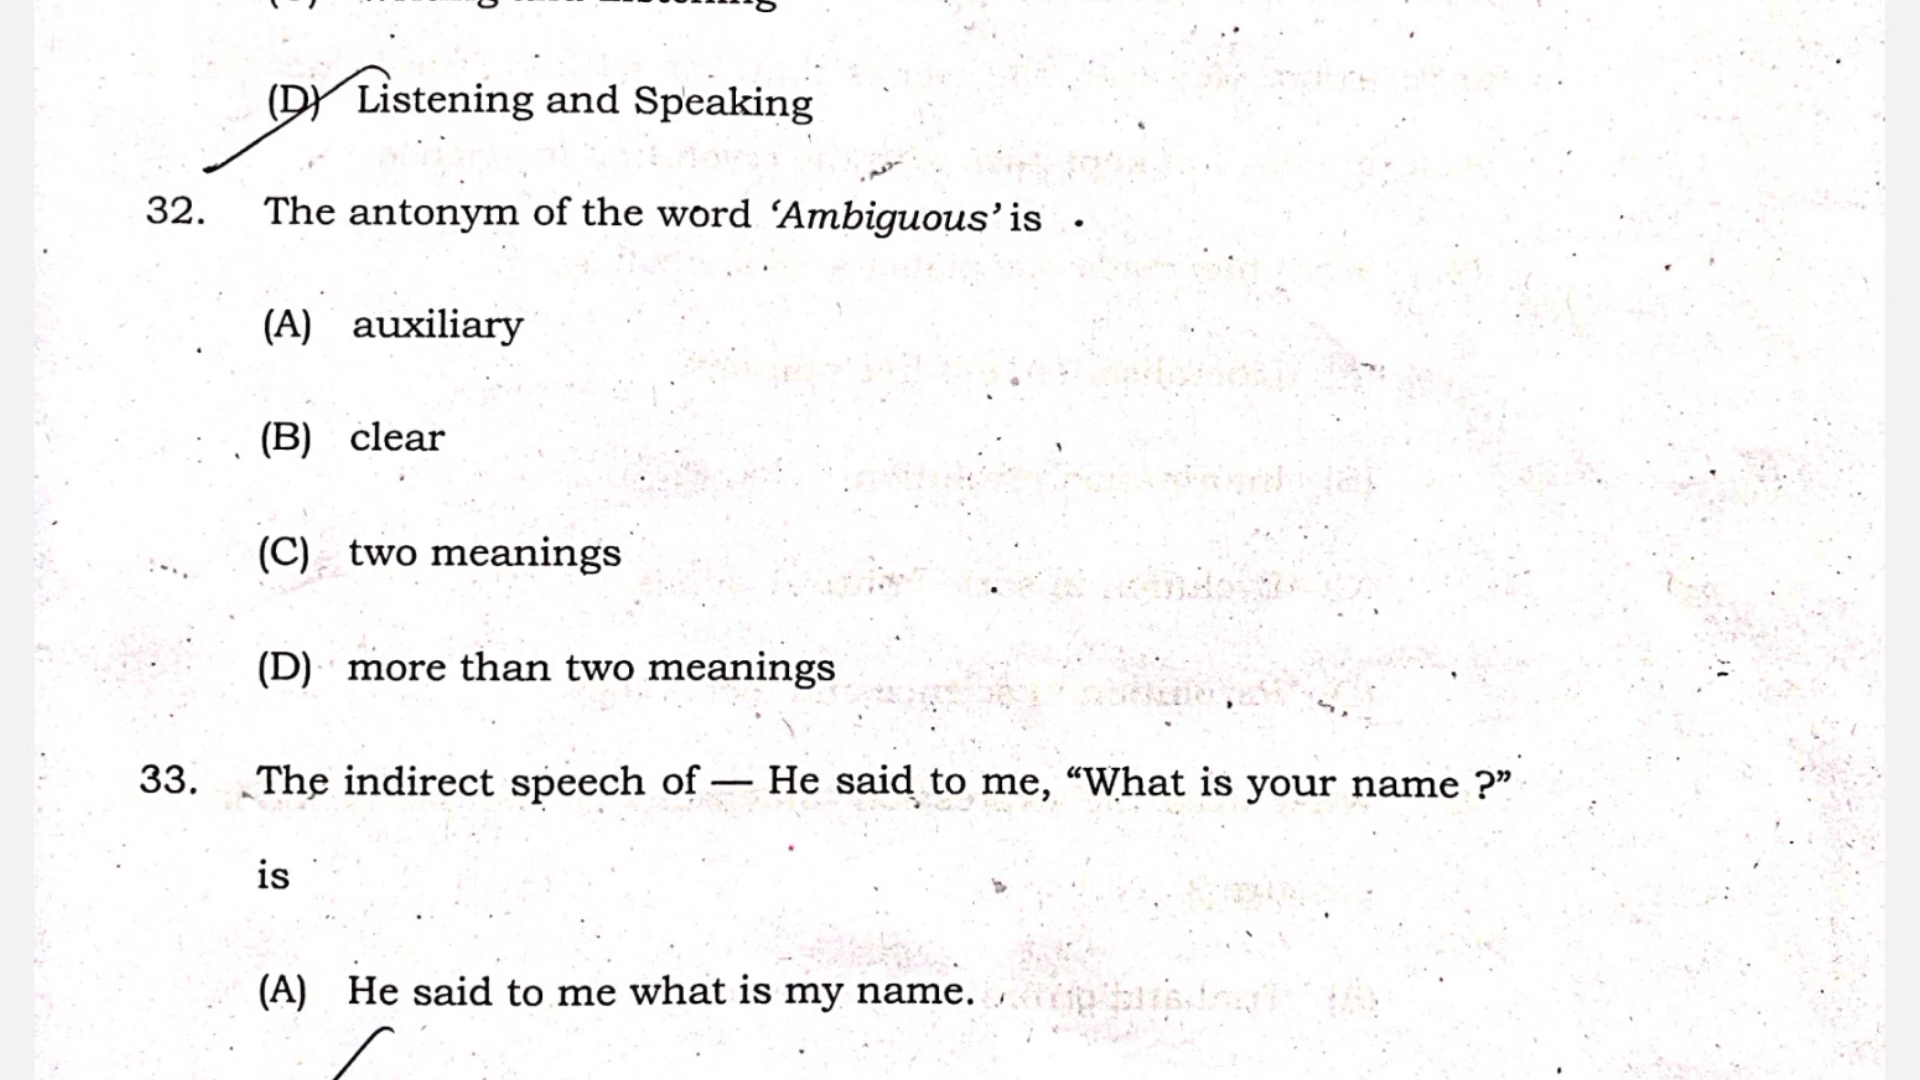 (D) Listening and Speaking
32. The antonym of the word ‘Ambiguous’ is
(A) auxiliary
(B) clear
(C) two meanings
(D) more than two meanings
33. The indirect speech of — He said to me, “What is your name ?”
is
(A) He said to me what is my name.